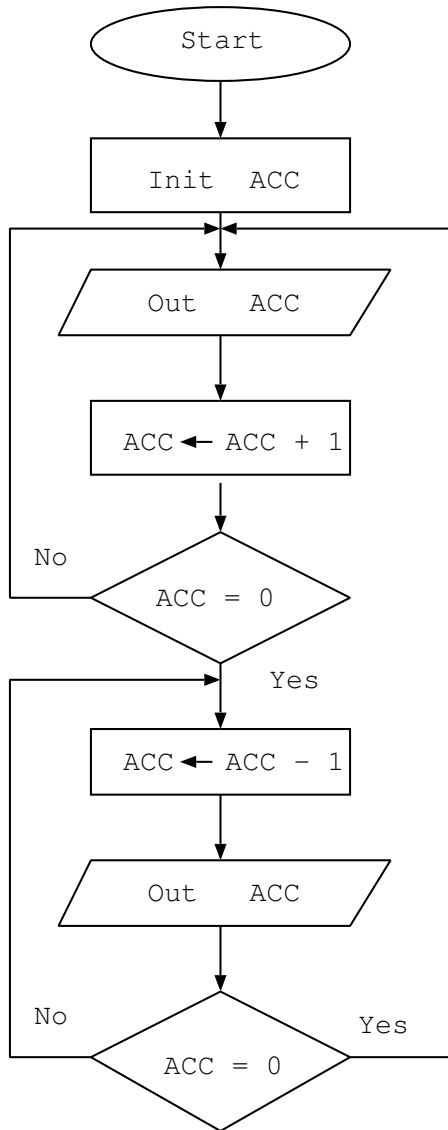 Start
Init ACC
Out ACC
ACC ← ACC + 1
No
ACC = 0
Yes
ACC ← ACC – 1
Out ACC
No
Yes
ACC = 0